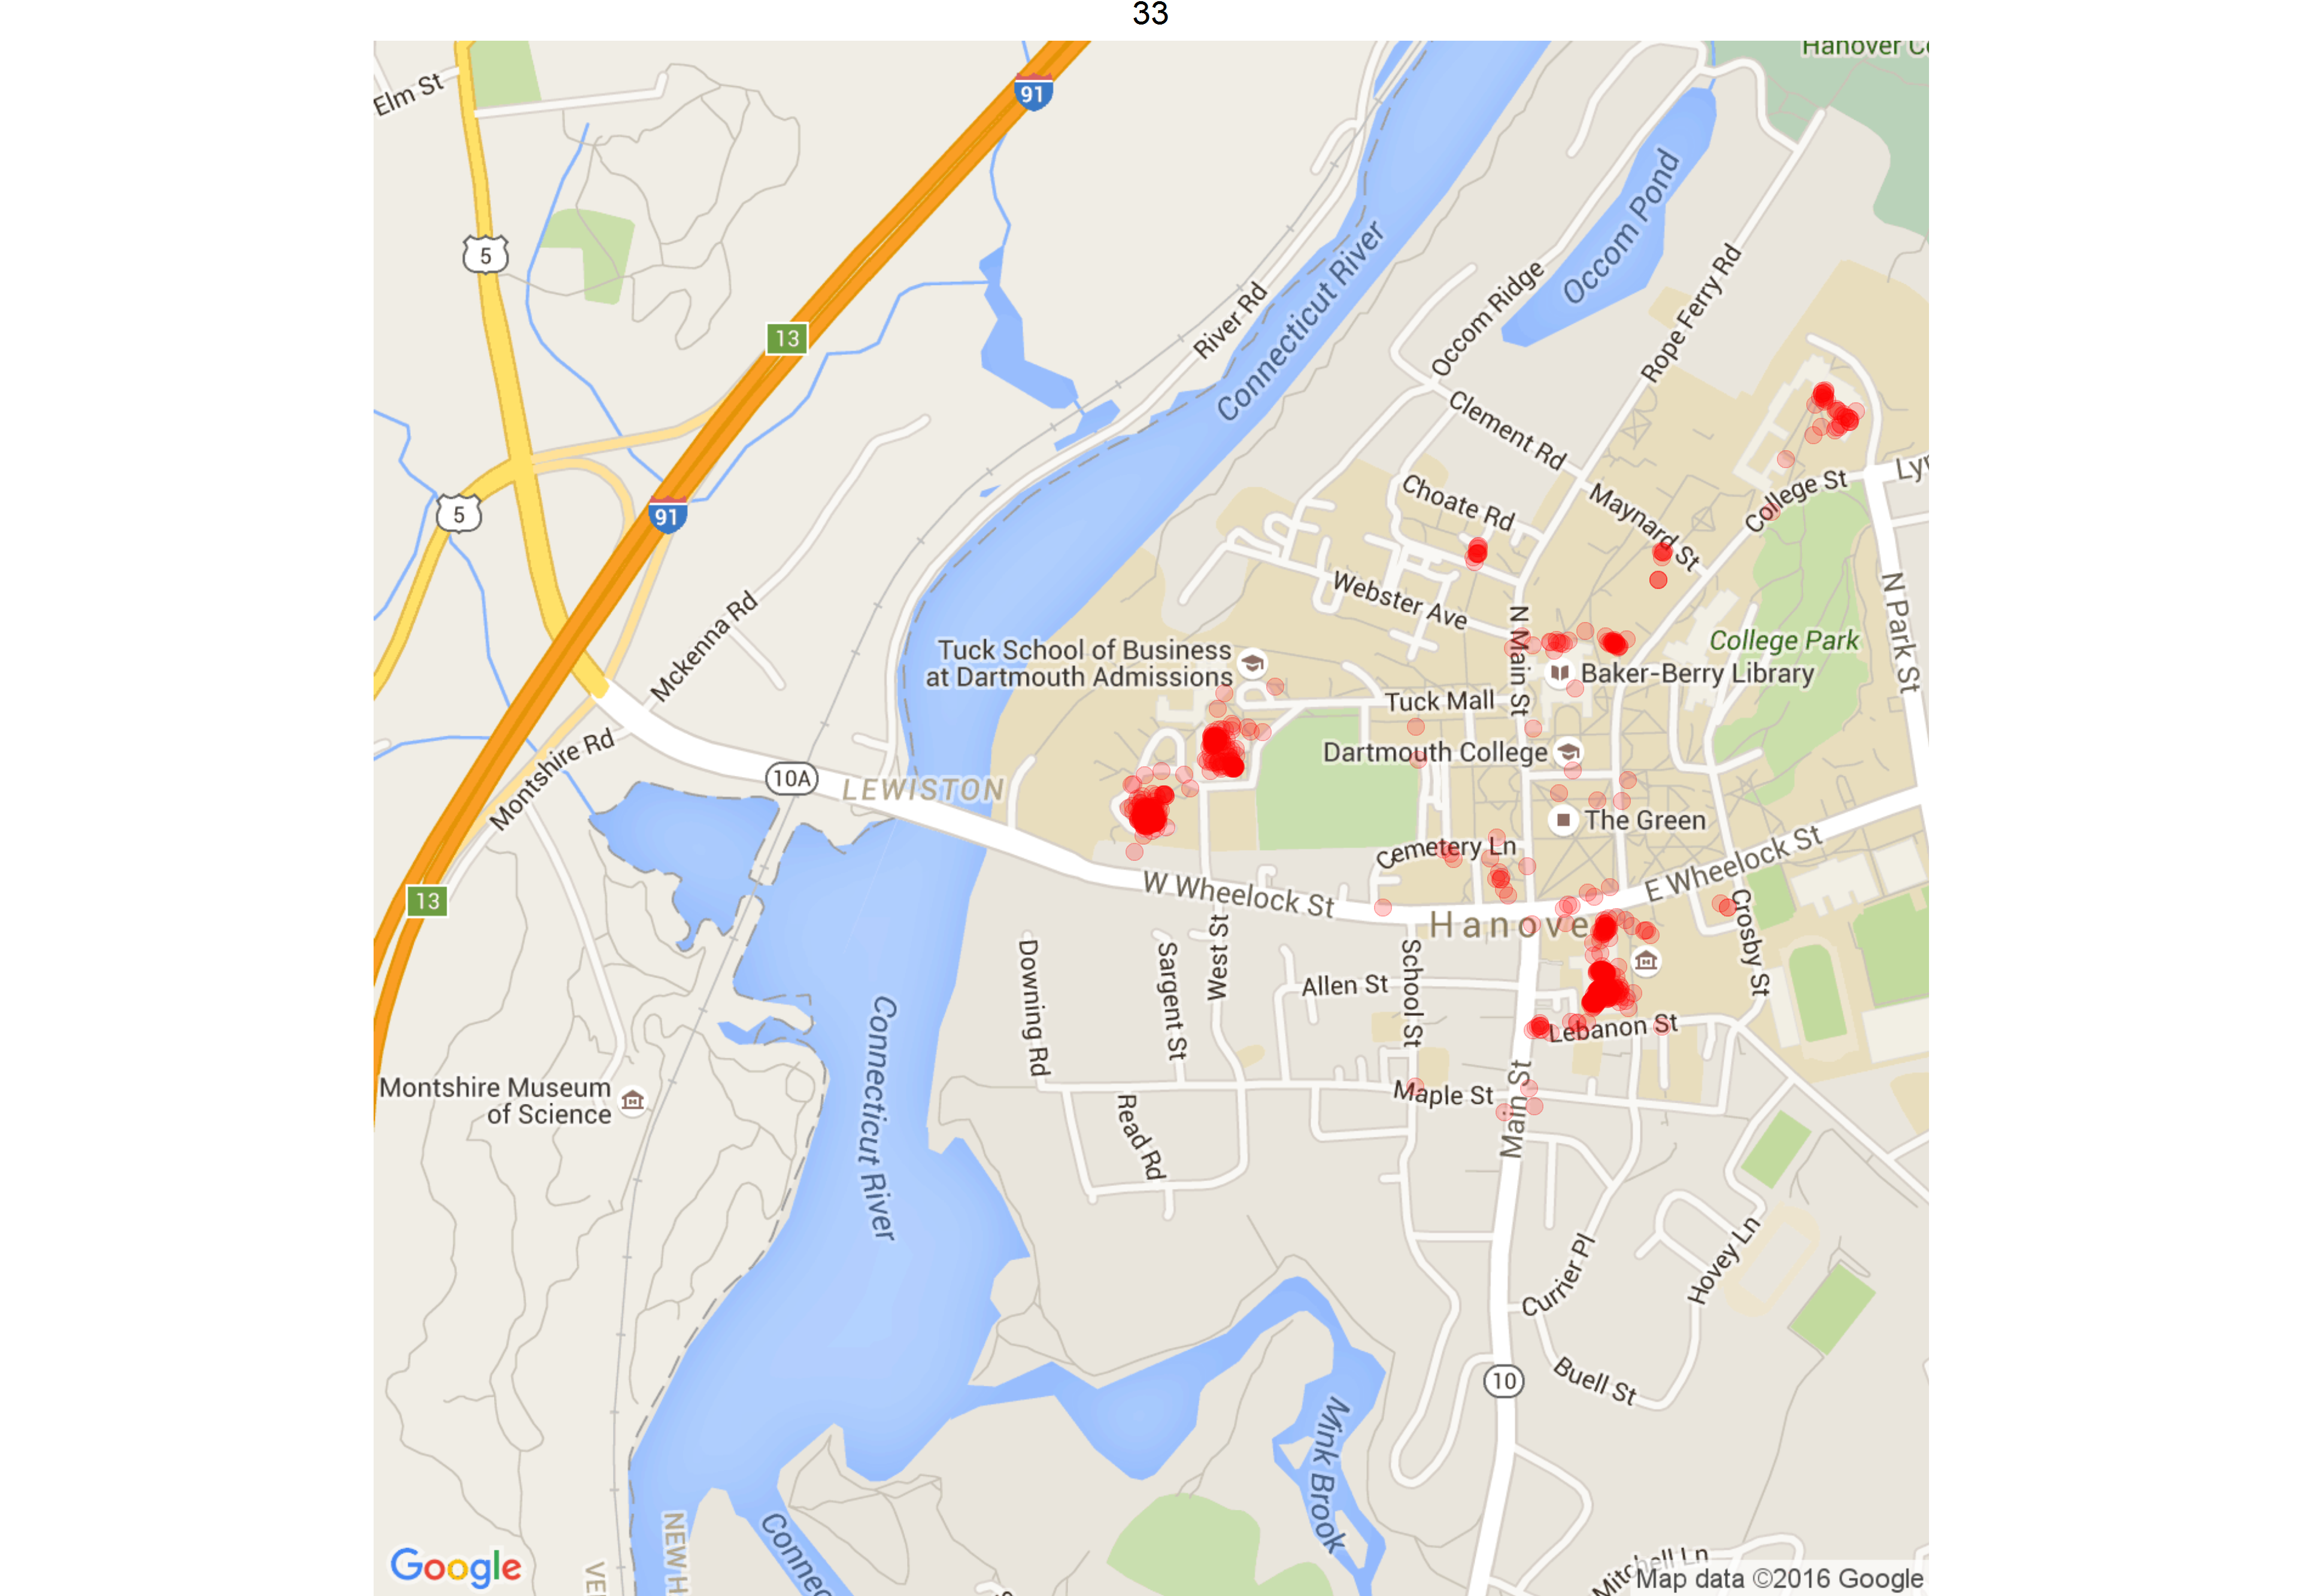 33
Hanover Co
Elm St
91
5
13
Occom Pond
River Rd
Connecticut River
Occom Ridge
Rope Ferry Rd
Clement Rd
Choate Rd
Maynard St
College St
Lyn
5
91
Webster Ave
N Main St
N Park St
College Park
Mckenna Rd
Tuck School of Business
at Dartmouth Admissions
Baker-Berry Library
Tuck Mall
Dartmouth College
Montshire Rd
10A
LEWISTON
The Green
Cemetery Ln
E Wheelock St
W Wheelock St
13
Hanove
Crosby St
Downing Rd
Sargent St
West St
Allen St
School St
Lebanon St
Connecticut River
Montshire Museum
of Science
Maple St
Main St
Read Rd
Currier Pl
Hovey Ln
10
Buell St
Mink Brook
Connec
NEW H
VE
Mitchell Ln
Google
Map data ©2016 Google